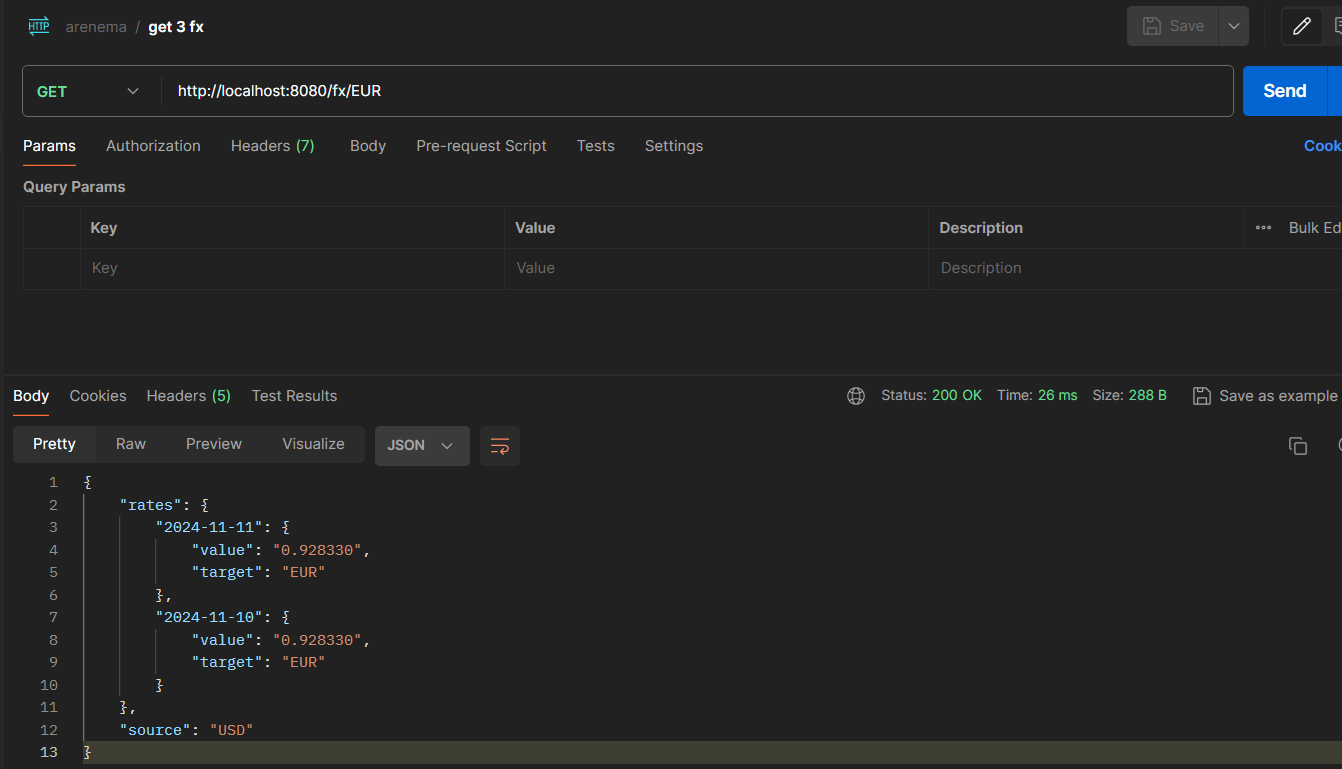 HTTP arenema / get 3 fx Save
GET http://localhost:8080/fx/EUR Send
Params Authorization Headers (7) Body Pre-request Script Tests Settings Cook
Query Params
Key Value Description Bulk Ed
Key Value Description
Body Cookies Headers (5) Test Results Status: 200 OK Time: 26 ms Size: 288 B Save as example
Pretty Raw Preview Visualize JSON
1 {
2 "rates": {
3 "2024-11-11": {
4 "value": "0.928330",
5 "target": "EUR"
6 },
7 "2024-11-10": {
8 "value": "0.928330",
9 "target": "EUR"
10 }
11 },
12 "source": "USD"
13 }